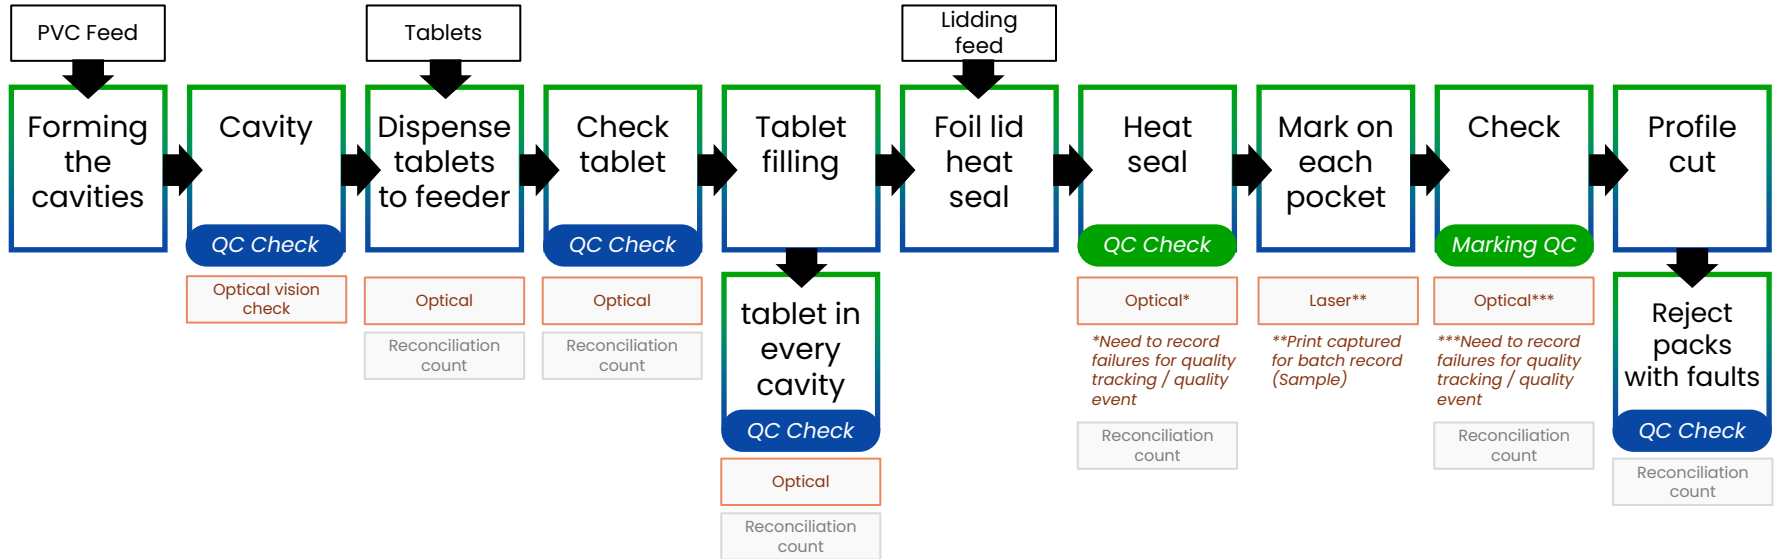 PVC Feed
Tablets
Lidding
feed
Forming
the
cavities
Cavity
QC Check
Optical vision
check
Dispense
tablets
to feeder
Optical
Reconciliation
count
Check
tablet
QC Check
Optical
Reconciliation
count
Tablet
filling
tablet in
every
cavity
QC Check
Optical
Reconciliation
count
Foil lid
heat
seal
Heat
seal
QC Check
Optical*
*Need to record
failures for quality
tracking / quality
event
Reconciliation
count
Mark on
each
pocket
Laser**
**Print captured
for batch record
(Sample)
Check
Marking QC
Optical***
***Need to record
failures for quality
tracking / quality
event
Reconciliation
count
Profile
cut
Reject
packs
with faults
QC Check
Reconciliation
count